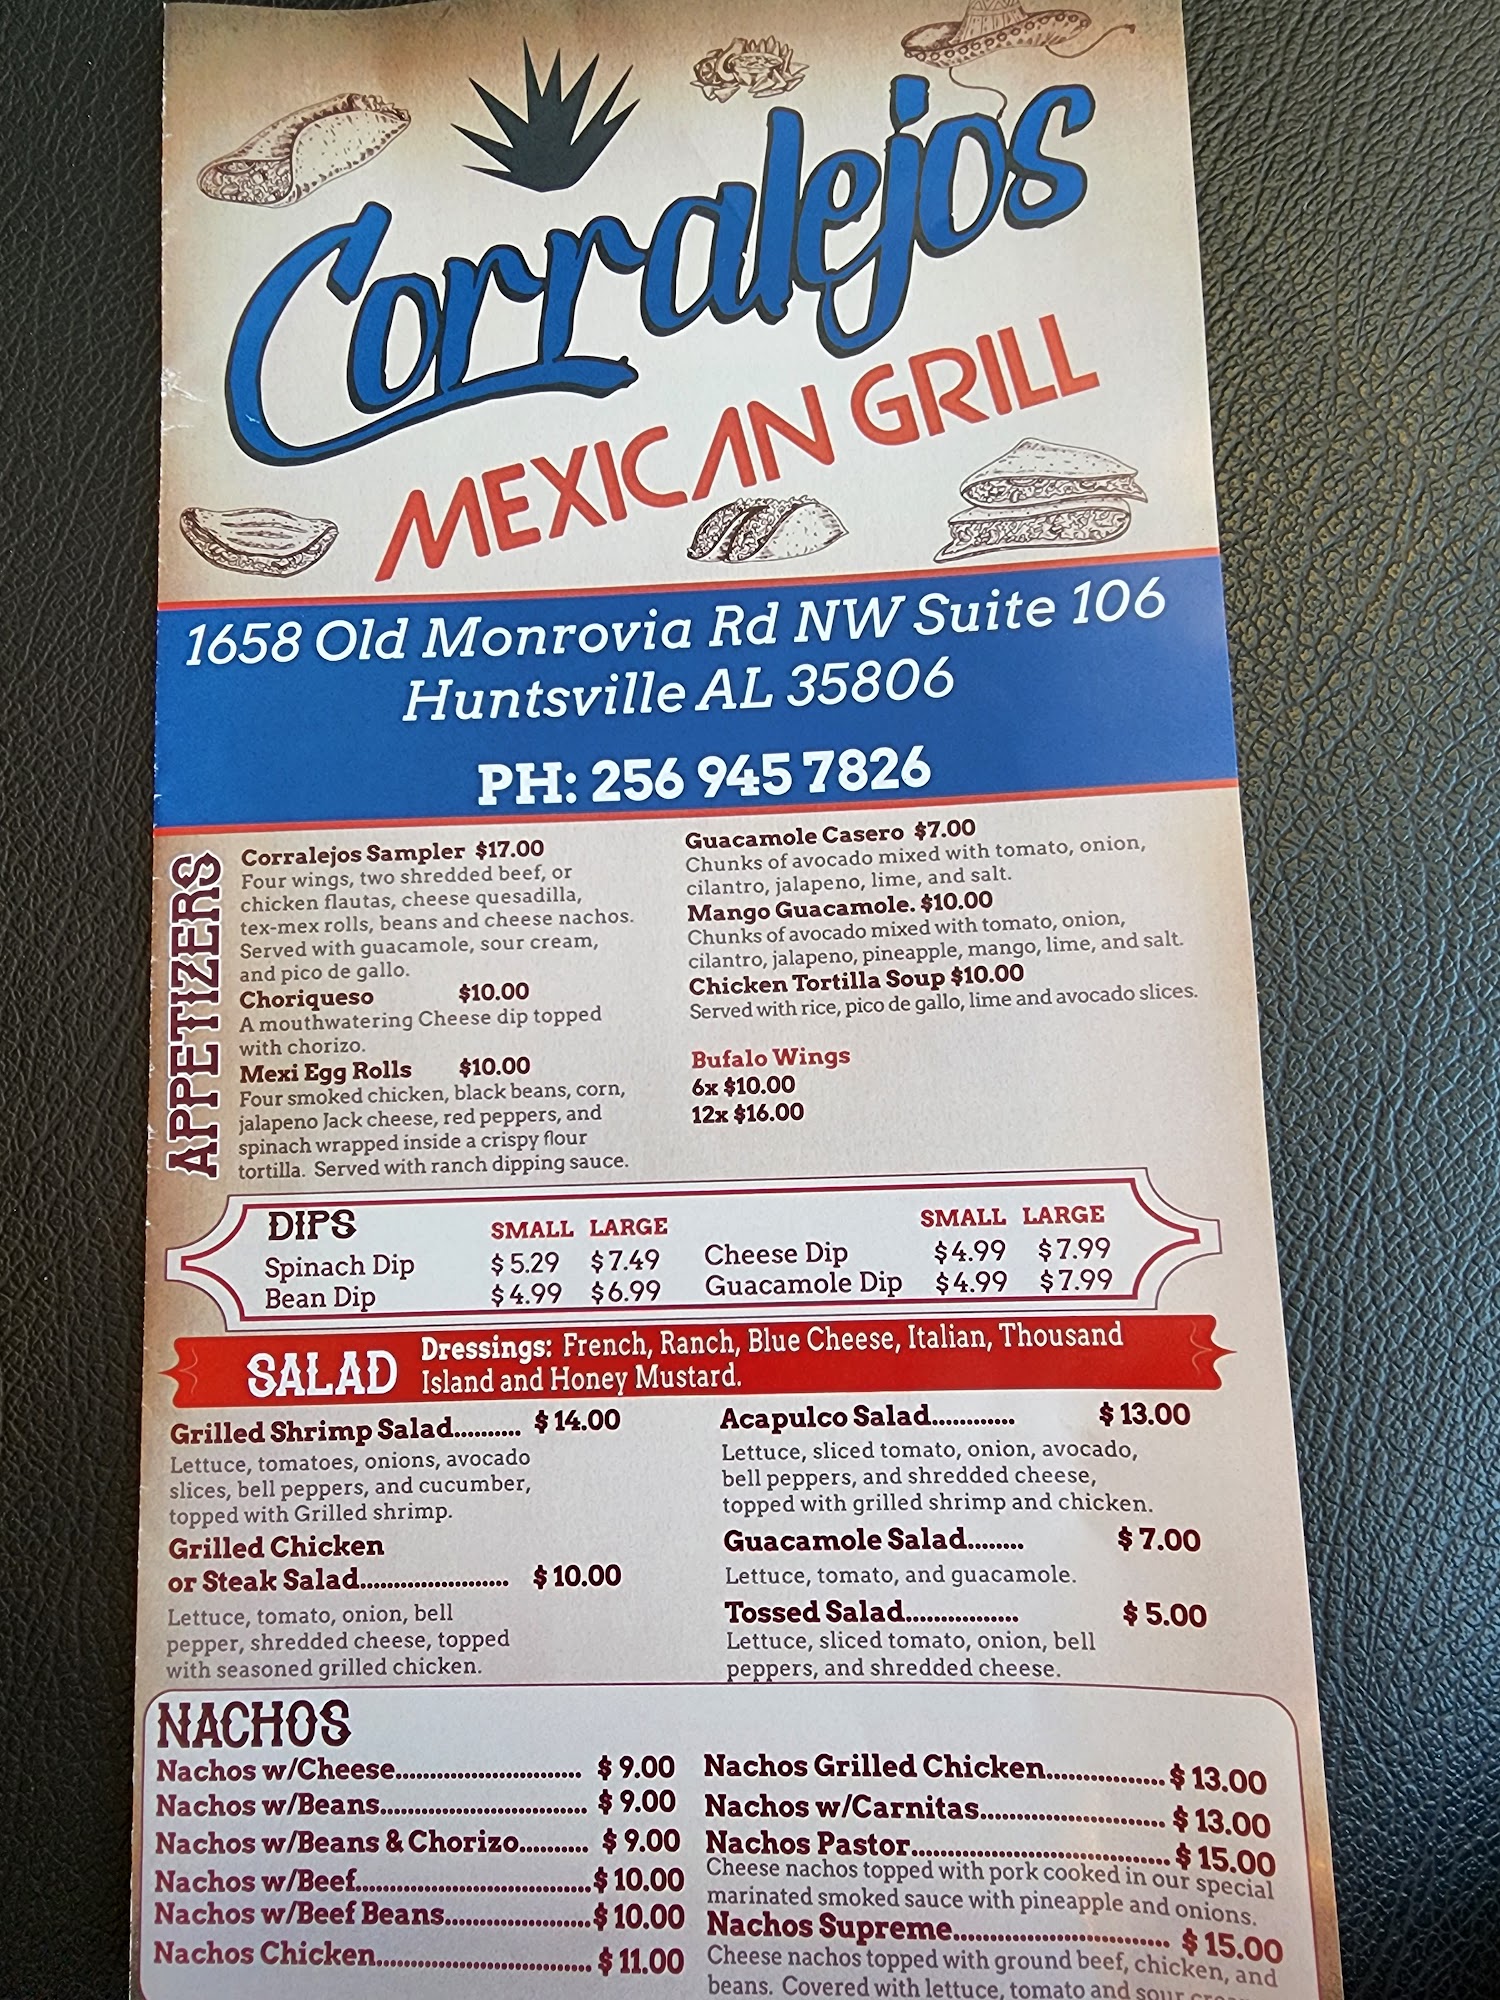 Corralejos
MEXICAN GRILL
1658 Old Monrovia Rd NW Suite 106
Huntsville AL 35806
PH: 256 945 7826
APPETIZERS
Corralejos Sampler $17.00
Four wings, two shredded beef, or
chicken flautas, cheese quesadilla,
tex-mex rolls, beans and cheese nachos.
Served with guacamole, sour cream,
and pico de gallo.
Choriqueso $10.00
A mouthwatering Cheese dip topped
with chorizo.
Mexi Egg Rolls $10.00
Four smoked chicken, black beans, corn,
jalapeno Jack cheese, red peppers, and
spinach wrapped inside a crispy flour
tortilla. Served with ranch dipping sauce.
Guacamole Casero $7.00
Chunks of avocado mixed with tomato, onion,
cilantro, jalapeno, lime, and salt.
Mango Guacamole. $10.00
Chunks of avocado mixed with tomato, onion,
cilantro, jalapeno, pineapple, mango, lime, and salt.
Chicken Tortilla Soup $10.00
Served with rice, pico de gallo, lime and avocado slices.
Bufalo Wings
6x $10.00
12x $16.00
DIPS SMALL LARGE
Spinach Dip $5.29 $7.49
Bean Dip $4.99 $6.99
SMALL LARGE
Cheese Dip $4.99 $7.99
Guacamole Dip $4.99 $7.99
SALAD
Dressings: French, Ranch, Blue Cheese, Italian, Thousand
Island and Honey Mustard.
Grilled Shrimp Salad.......... $14.00
Lettuce, tomatoes, onions, avocado
slices, bell peppers, and cucumber,
topped with Grilled shrimp.
Grilled Chicken
or Steak Salad........................ $10.00
Lettuce, tomato, onion, bell
pepper, shredded cheese, topped
with seasoned grilled chicken.
Acapulco Salad............. $13.00
Lettuce, sliced tomato, onion, avocado,
bell peppers, and shredded cheese,
topped with grilled shrimp and chicken.
Guacamole Salad........ $7.00
Lettuce, tomato, and guacamole.
Tossed Salad................. $5.00
Lettuce, sliced tomato, onion, bell
peppers, and shredded cheese.
NACHOS
Nachos w/Cheese........................... $9.00
Nachos w/Beans.............................. $9.00
Nachos w/Beans & Chorizo.......... $9.00
Nachos w/Beef.................................. $10.00
Nachos w/Beef Beans..................... $10.00
Nachos Chicken............................... $11.00
Nachos Grilled Chicken................. $13.00
Nachos w/Carnitas........................... $13.00
Nachos Pastor..................................... $15.00
Cheese nachos topped with pork cooked in our special
marinated smoked sauce with pineapple and onions.
Nachos Supreme............................... $15.00
Cheese nachos topped with ground beef, chicken, and
beans. Covered with lettuce, tomato and sour